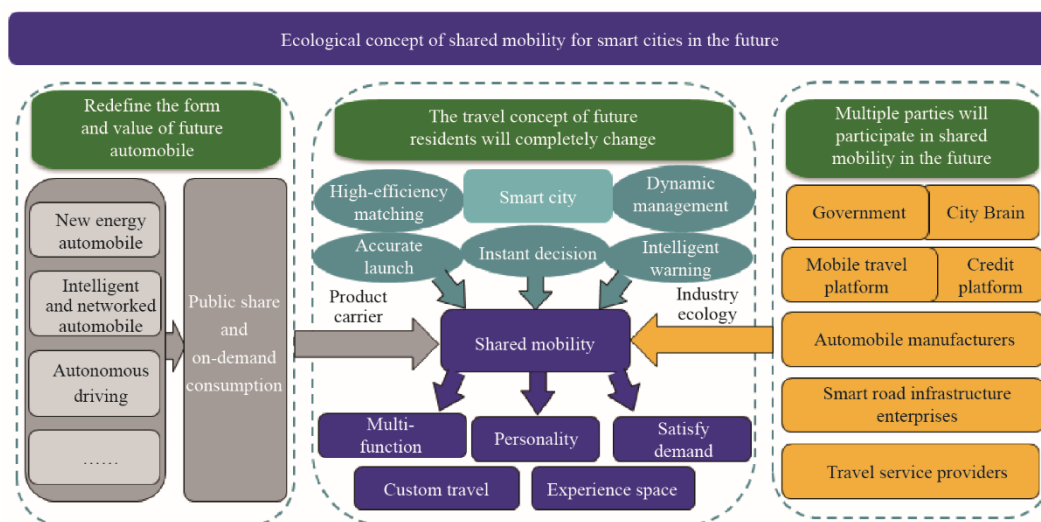 Ecological concept of shared mobility for smart cities in the future
Redefine the form
and value of future
automobile
New energy
automobile
Intelligent
and networked
automobile
Autonomous
driving
……
Public share
and
on-demand
consumption
Product
carrier
The travel concept of future
residents will completely change
High-efficiency
matching
Smart city
Dynamic
management
Accurate
launch
Instant decision
Intelligent
warning
Shared mobility
Multi-
function
Personality
Satisfy
demand
Custom travel
Experience space
Industry
ecology
Multiple parties will
participate in shared
mobility in the future
Government
City Brain
Mobile travel
platform
Credit
platform
Automobile manufacturers
Smart road infrastructure
enterprises
Travel service providers